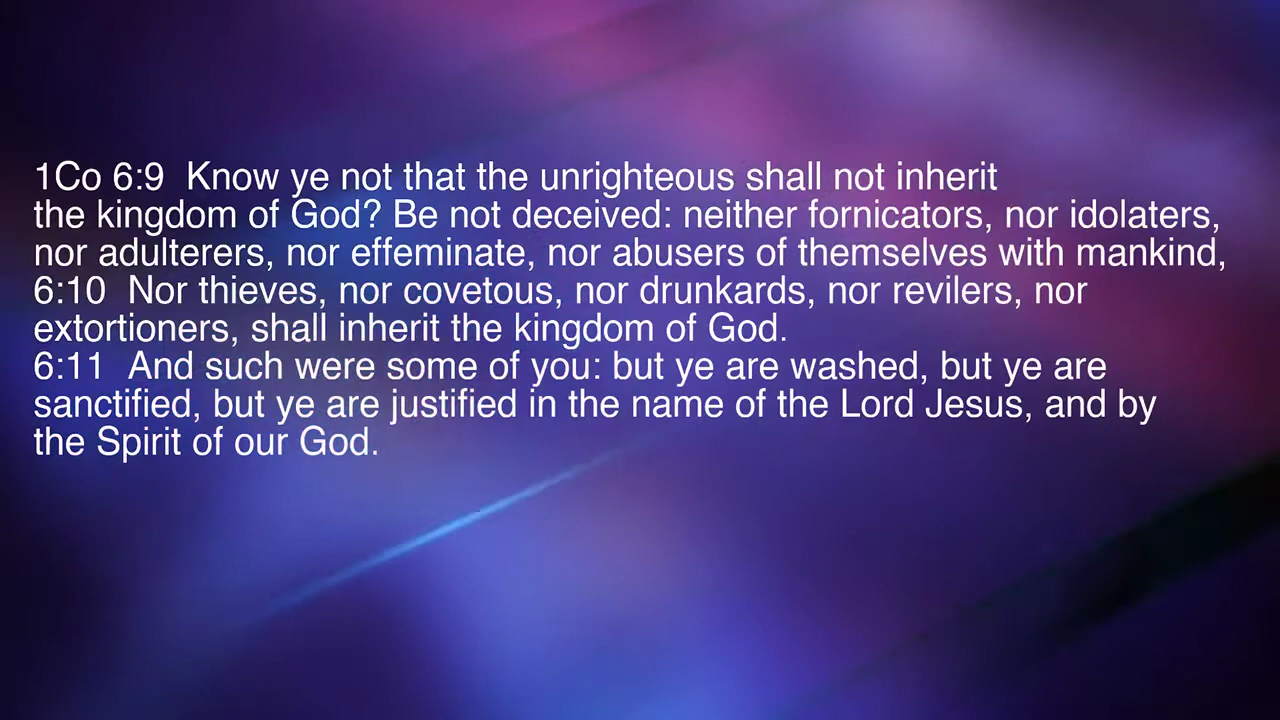 1Co 6:9  Know ye not that the unrighteous shall not inherit
the kingdom of God? Be not deceived: neither fornicators, nor idolaters,
nor adulterers, nor effeminate, nor abusers of themselves with mankind,
6:10  Nor thieves, nor covetous, nor drunkards, nor revilers, nor
extortioners, shall inherit the kingdom of God.
6:11  And such were some of you: but ye are washed, but ye are
sanctified, but ye are justified in the name of the Lord Jesus, and by
the Spirit of our God.